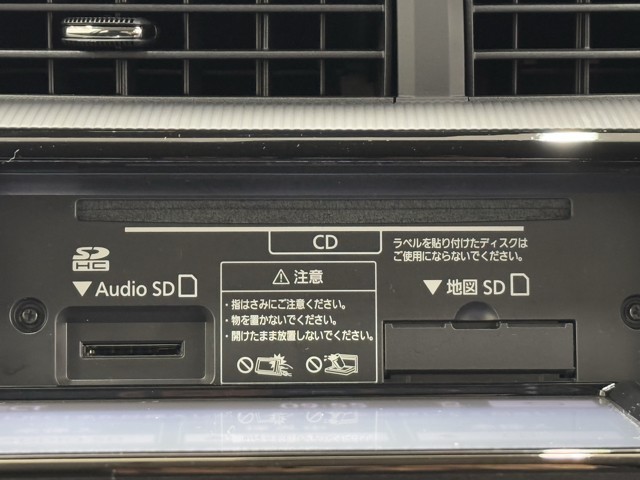 CD
ラベルを貼り付けたディスクは
ご使用にならないでください。
SD
HC
▼Audio SD
⚠注意
・指はさみにご注意ください。
・物を置かないでください。
・開けたまま放置しないでください。
▼地図 SD